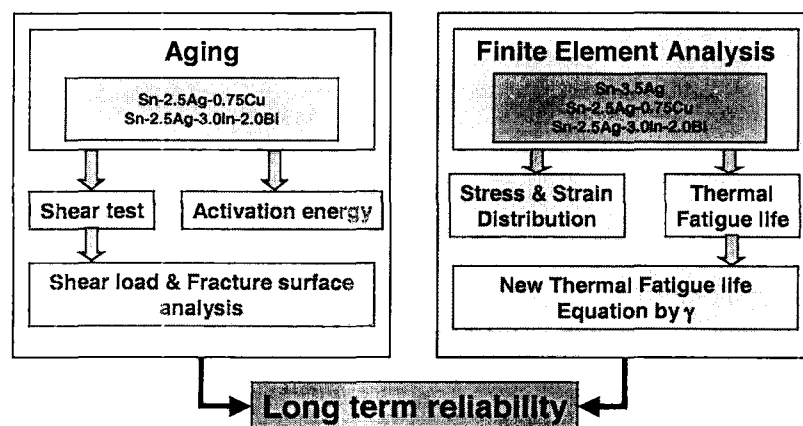 Aging
Sn-2.5Ag-0.75Cu
Sn-2.5Ag-3.0In-2.0Bi
Shear test
Activation energy
Shear load & Fracture surface
analysis
Finite Element Analysis
Sn-3.5Ag
Sn-2.5Ag-0.75Cu
Sn-2.5Ag-3.0In-2.0Bi
Stress & Strain
Distribution
Thermal
Fatigue life
New Thermal Fatigue life
Equation by γ
Long term reliability